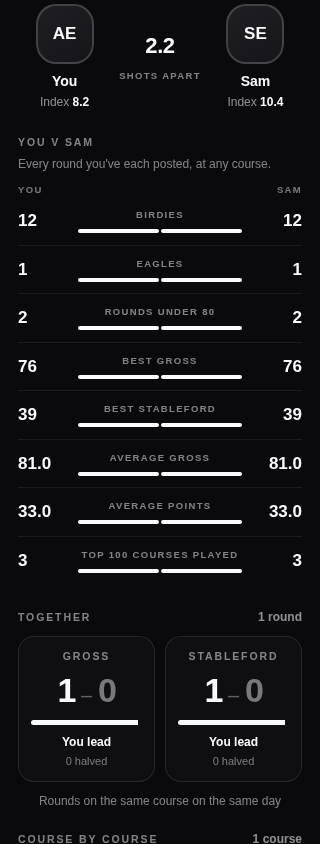 AE
SE
2.2
SHOTS APART
You
Sam
Index 8.2
Index 10.4
YOU V SAM
Every round you've posted, at any course.
YOU
SAM
12 BIRDIES 12
1 EAGLES 1
2 ROUNDS UNDER 80 2
76 BEST GROSS 76
39 BEST STABLEFORD 39
81.0 AVERAGE GROSS 81.0
33.0 AVERAGE POINTS 33.0
3 TOP 100 COURSES PLAYED 3
TOGETHER 1 round
GROSS
1 – 0
You lead
0 halved
STABLEFORD
1 – 0
You lead
0 halved
Rounds on the same course on the same day
COURSE BY COURSE 1 course